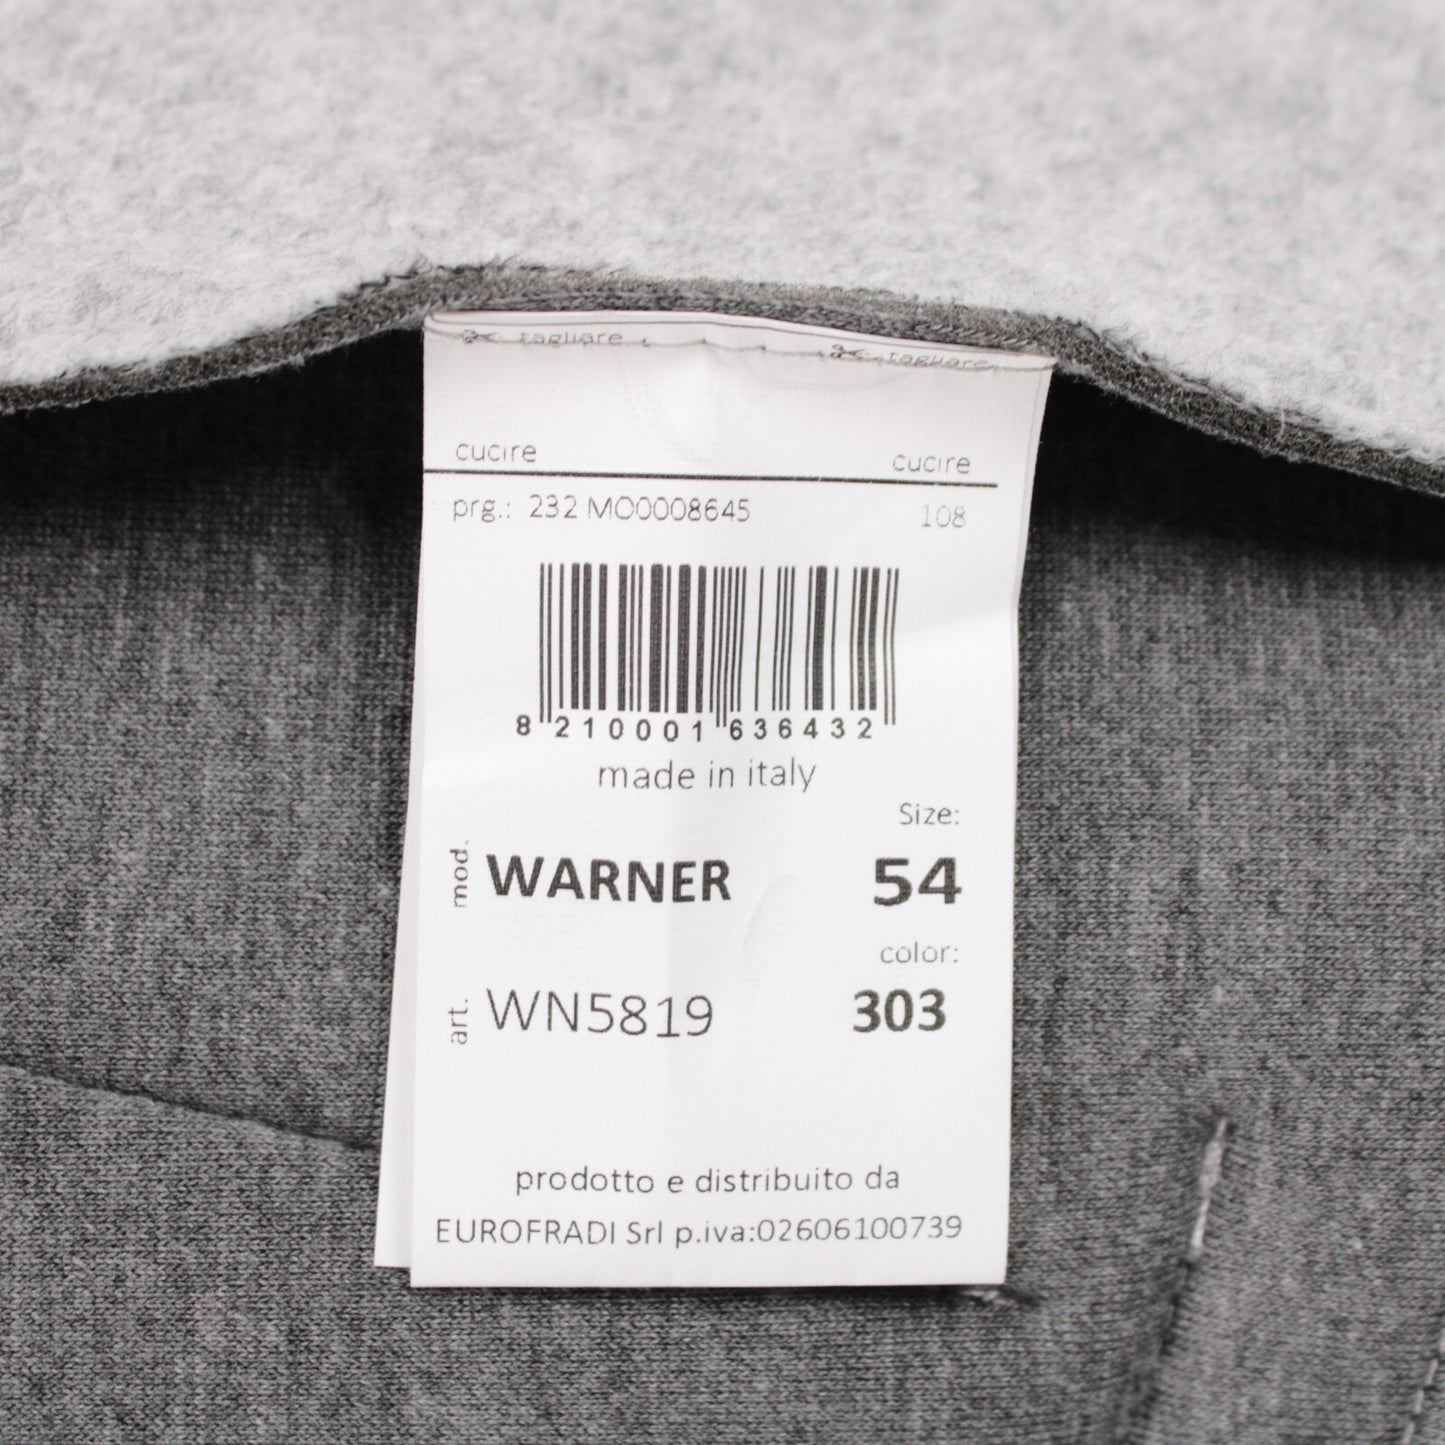 tagliare tagliare
cucire cucire
prg.: 232 MO0008645 108
8 210001 636432
made in italy
Size:
mod. WARNER 54
color:
art. WN5819 303
prodotto e distribuito da
EUROFRADI Srl p.iva:02606100739